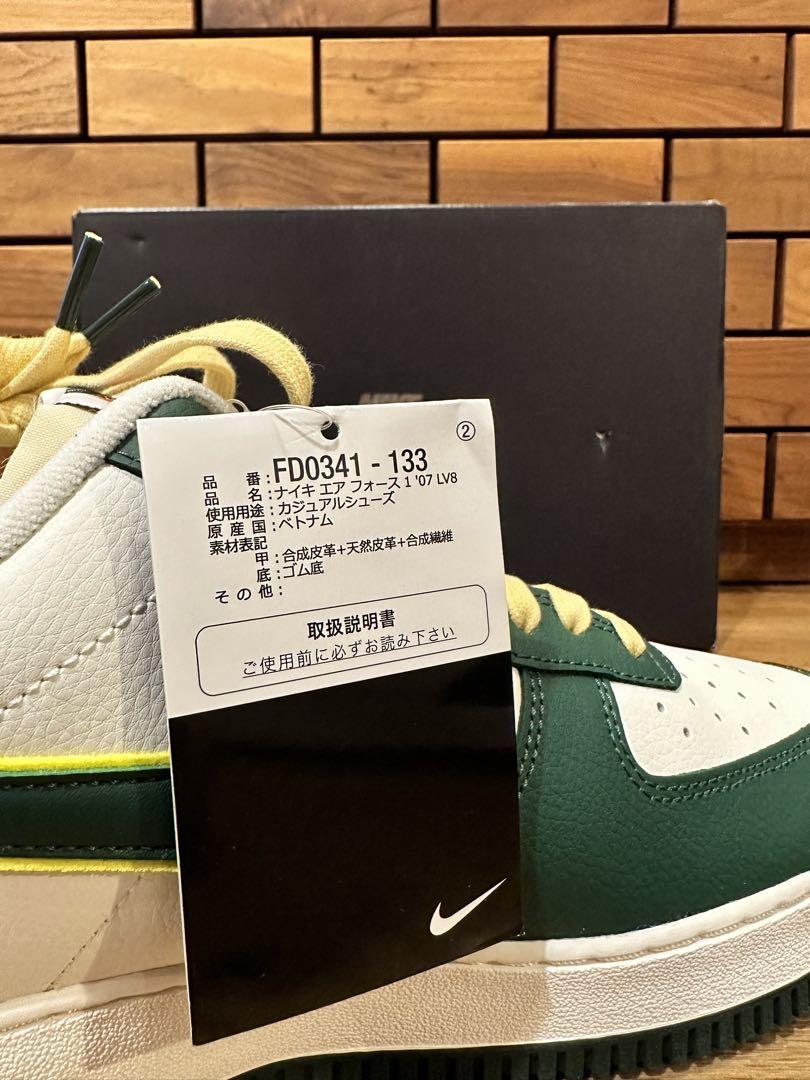 ②
品番:FD0341 - 133
品名:ナイキ エア フォース 1 '07 LV8
使用用途:カジュアルシューズ
原産国:ベトナム
素材表記
甲:合成皮革+天然皮革+合成繊維
底:ゴム底
その他:
取扱説明書
ご使用前に必ずお読み下さい